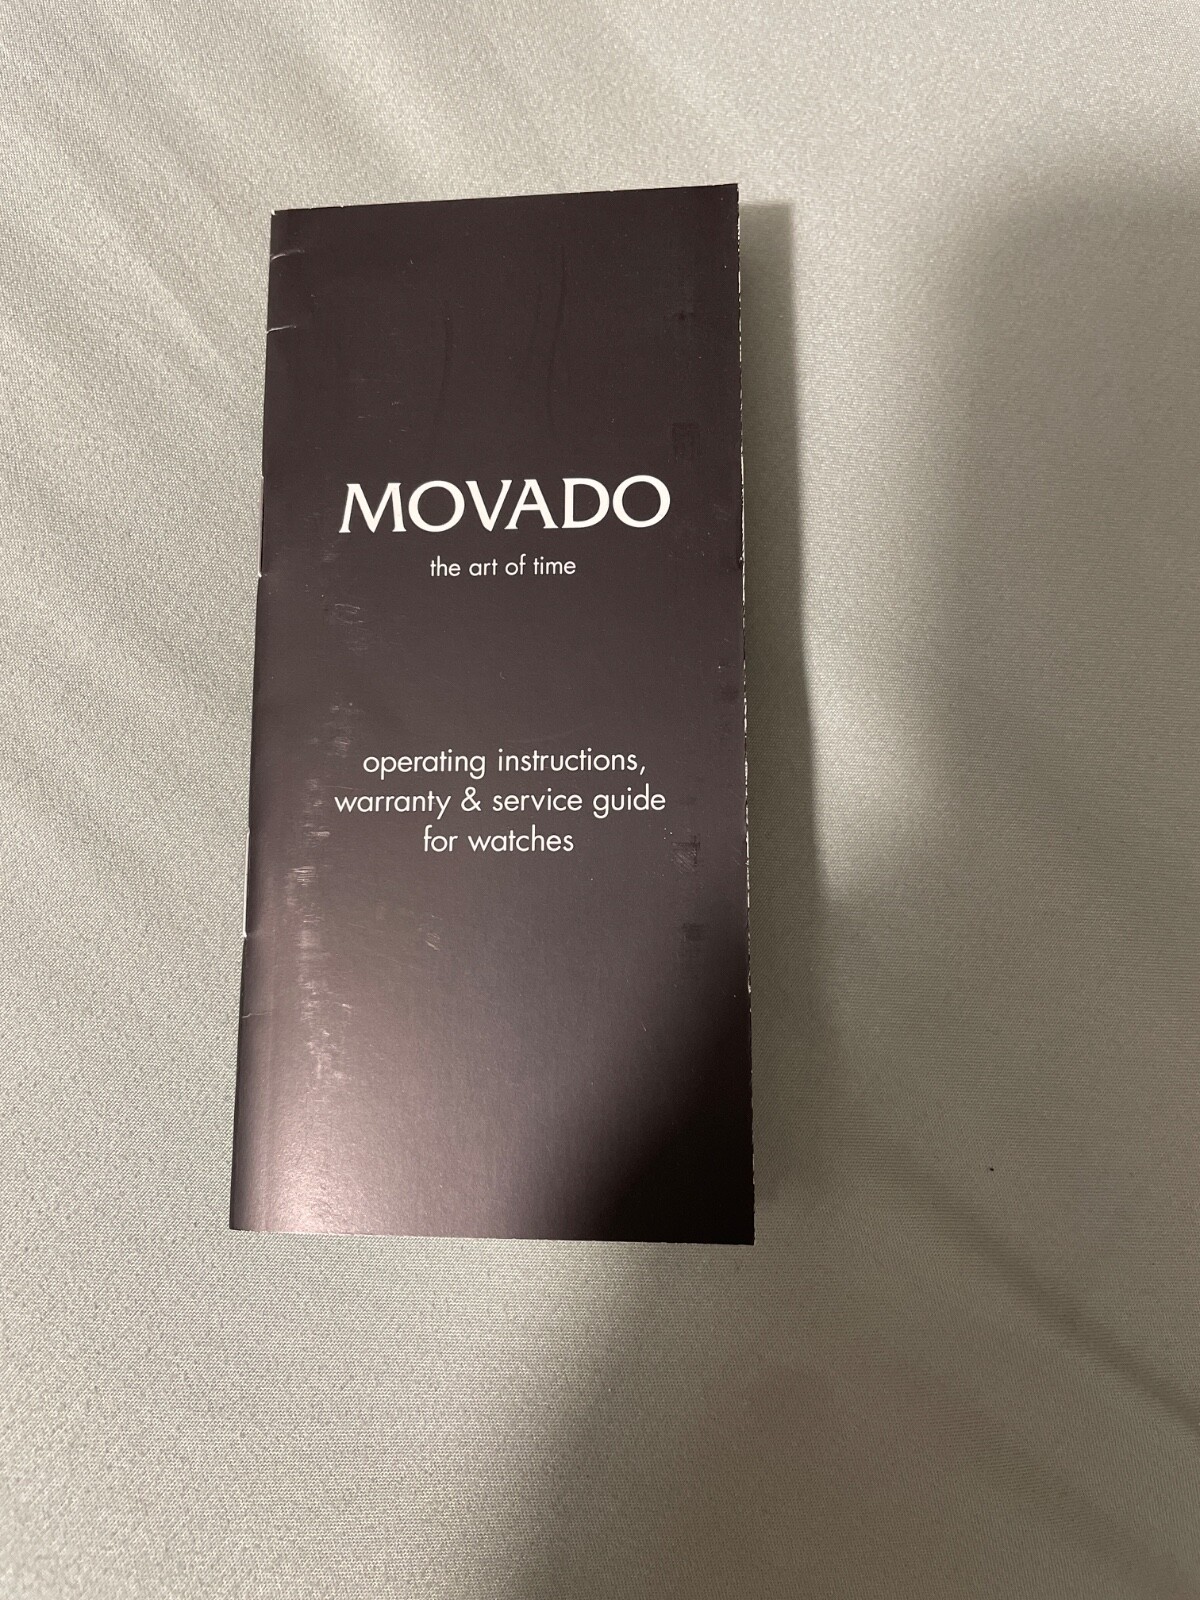 MOVADO
the art of time
operating instructions,
warranty & service guide
for watches